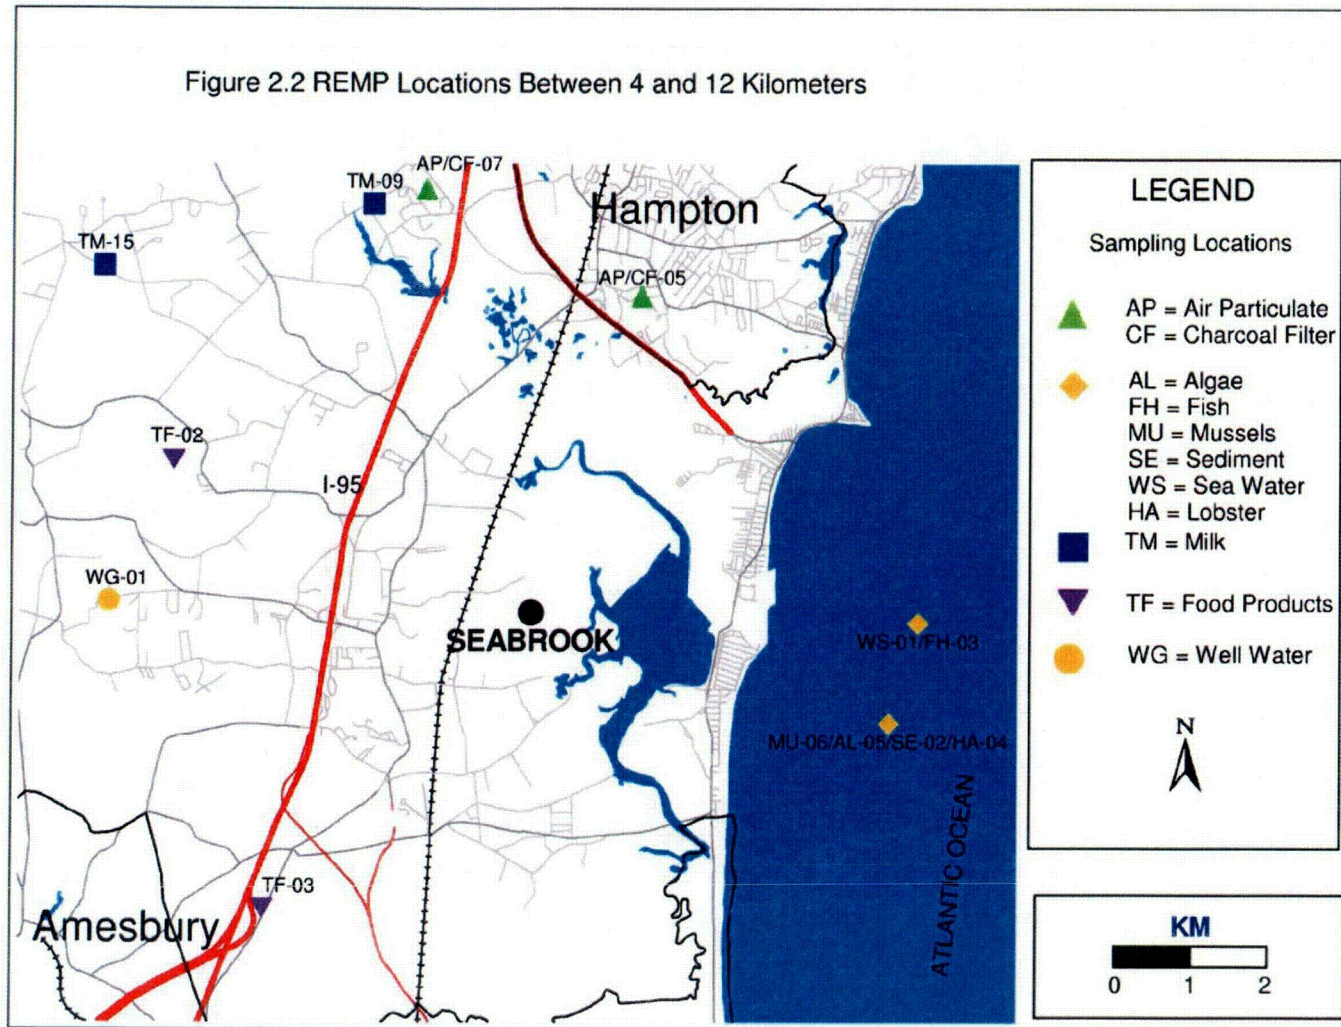 Figure 2.2 REMP Locations Between 4 and 12 Kilometers
AP/CF-07
TM-09
Hampton
TM-15
AP/CF-05
TF-02
I-95
WG-01
SEABROOK
WS-01/FH-03
MU-06/AL-05/SE-02/HA-04
ATLANTIC OCEAN
TF-03
Amesbury
LEGEND
Sampling Locations
AP = Air Particulate
CF = Charcoal Filter
AL = Algae
FH = Fish
MU = Mussels
SE = Sediment
WS = Sea Water
HA = Lobster
TM = Milk
TF = Food Products
WG = Well Water
N
KM
0 1 2